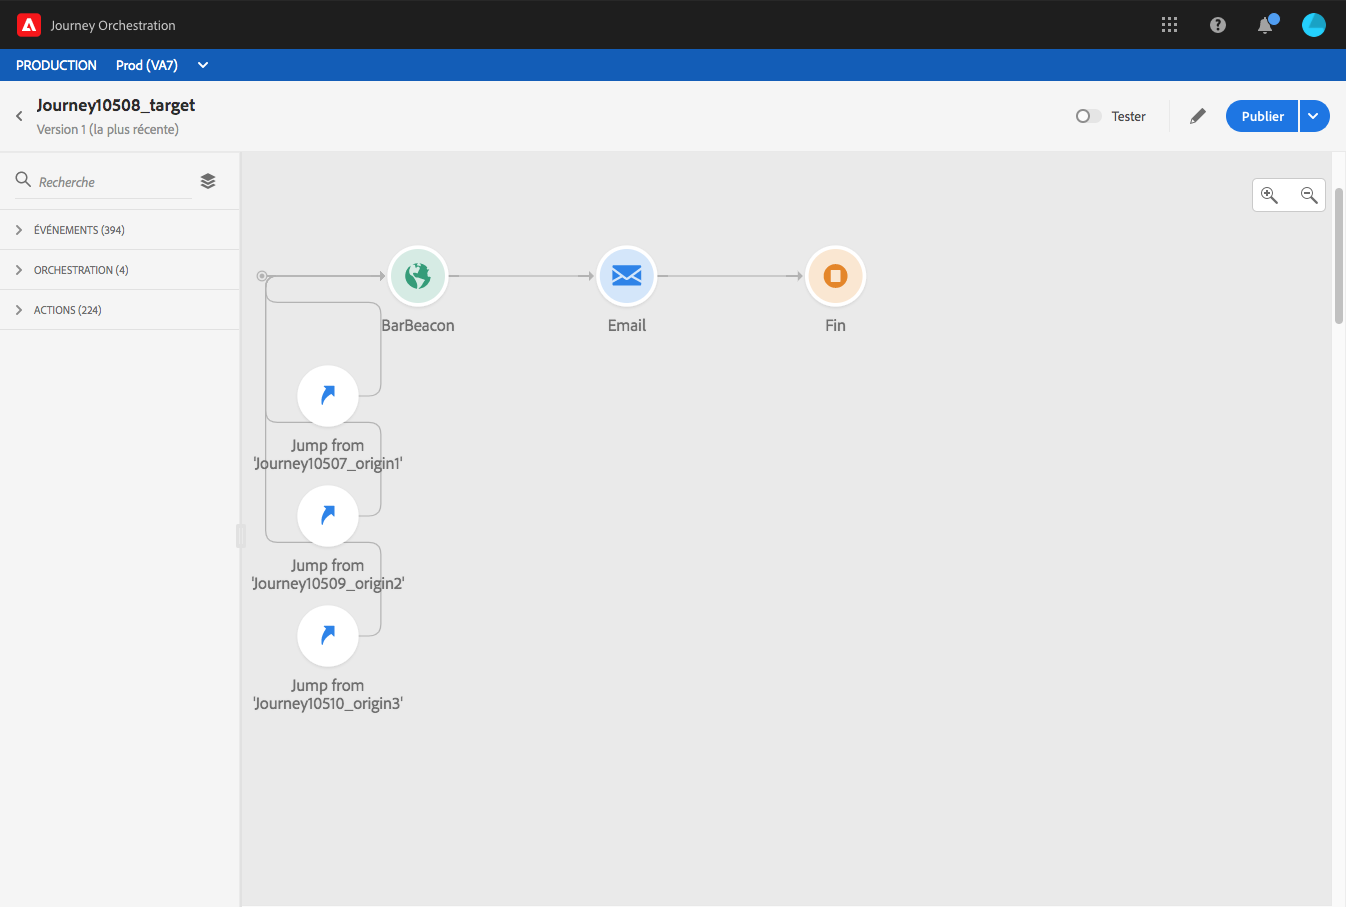 Journey Orchestration
PRODUCTION Prod (VA7)
Journey10508_target
Version 1 (la plus récente)
Tester
Publier
Recherche
ÉVÉNEMENTS (394)
ORCHESTRATION (4)
ACTIONS (224)
BarBeacon
Email
Fin
Jump from
'Journey10507_origin1'
Jump from
'Journey10509_origin2'
Jump from
'Journey10510_origin3'